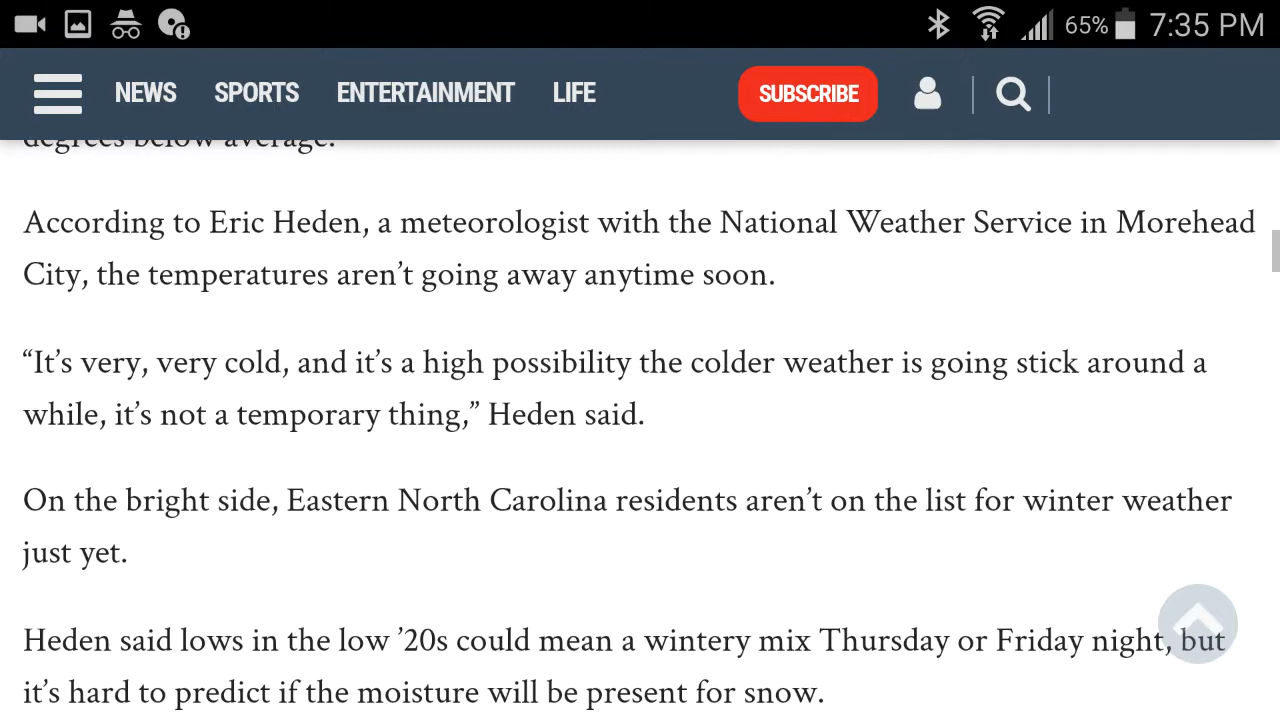 65% 7:35 PM
NEWS SPORTS ENTERTAINMENT LIFE SUBSCRIBE
degrees below average.
According to Eric Heden, a meteorologist with the National Weather Service in Morehead
City, the temperatures aren’t going away anytime soon.
“It’s very, very cold, and it’s a high possibility the colder weather is going stick around a
while, it’s not a temporary thing,” Heden said.
On the bright side, Eastern North Carolina residents aren’t on the list for winter weather
just yet.
Heden said lows in the low ’20s could mean a wintery mix Thursday or Friday night, but
it’s hard to predict if the moisture will be present for snow.